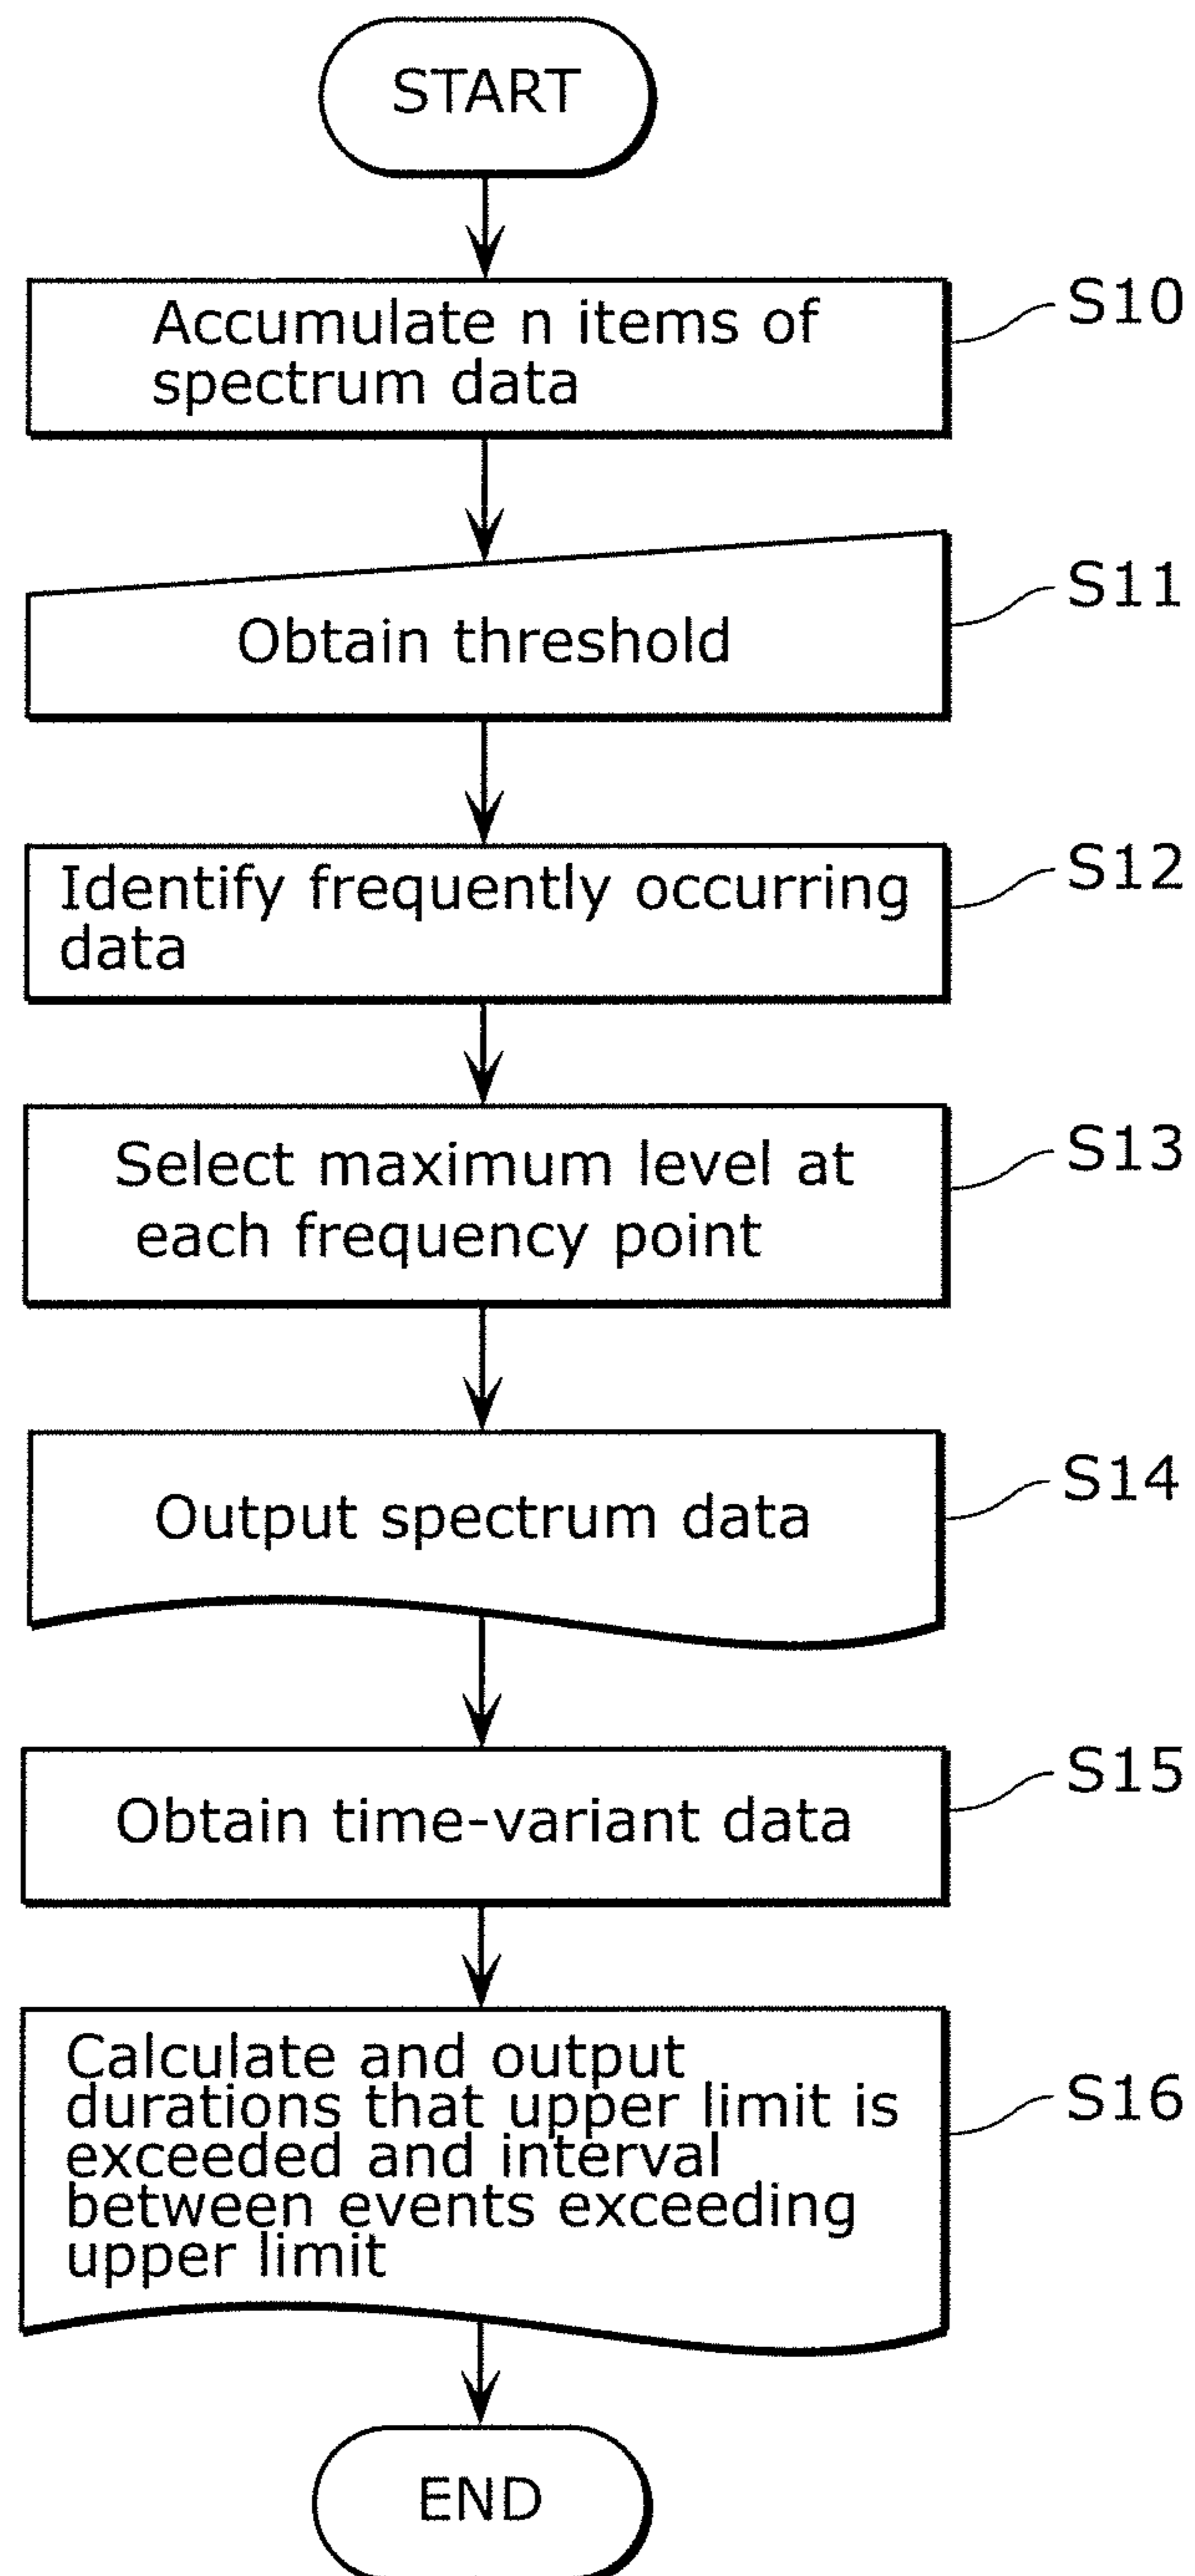 START
Accumulate n items of
spectrum data
S10
Obtain threshold
S11
Identify frequently occurring
data
S12
Select maximum level at
each frequency point
S13
Output spectrum data
S14
Obtain time-variant data
S15
Calculate and output
durations that upper limit is
exceeded and interval
between events exceeding
upper limit
S16
END